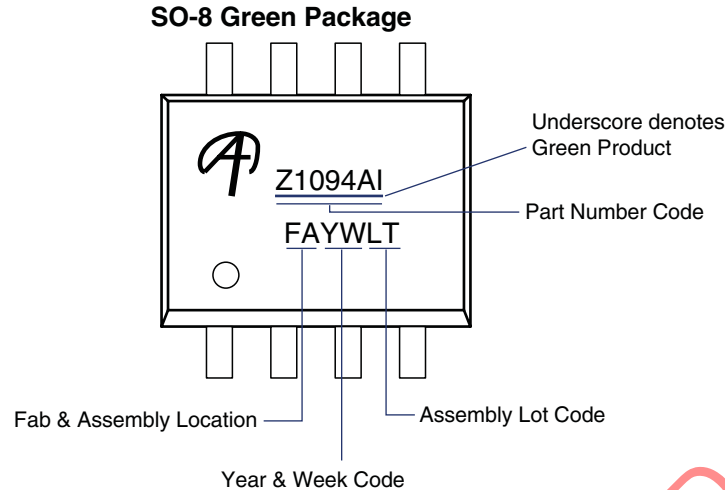 SO-8 Green Package
Underscore denotes
Green Product
Z1094AI
Part Number Code
FAYWLT
Fab & Assembly Location
Assembly Lot Code
Year & Week Code